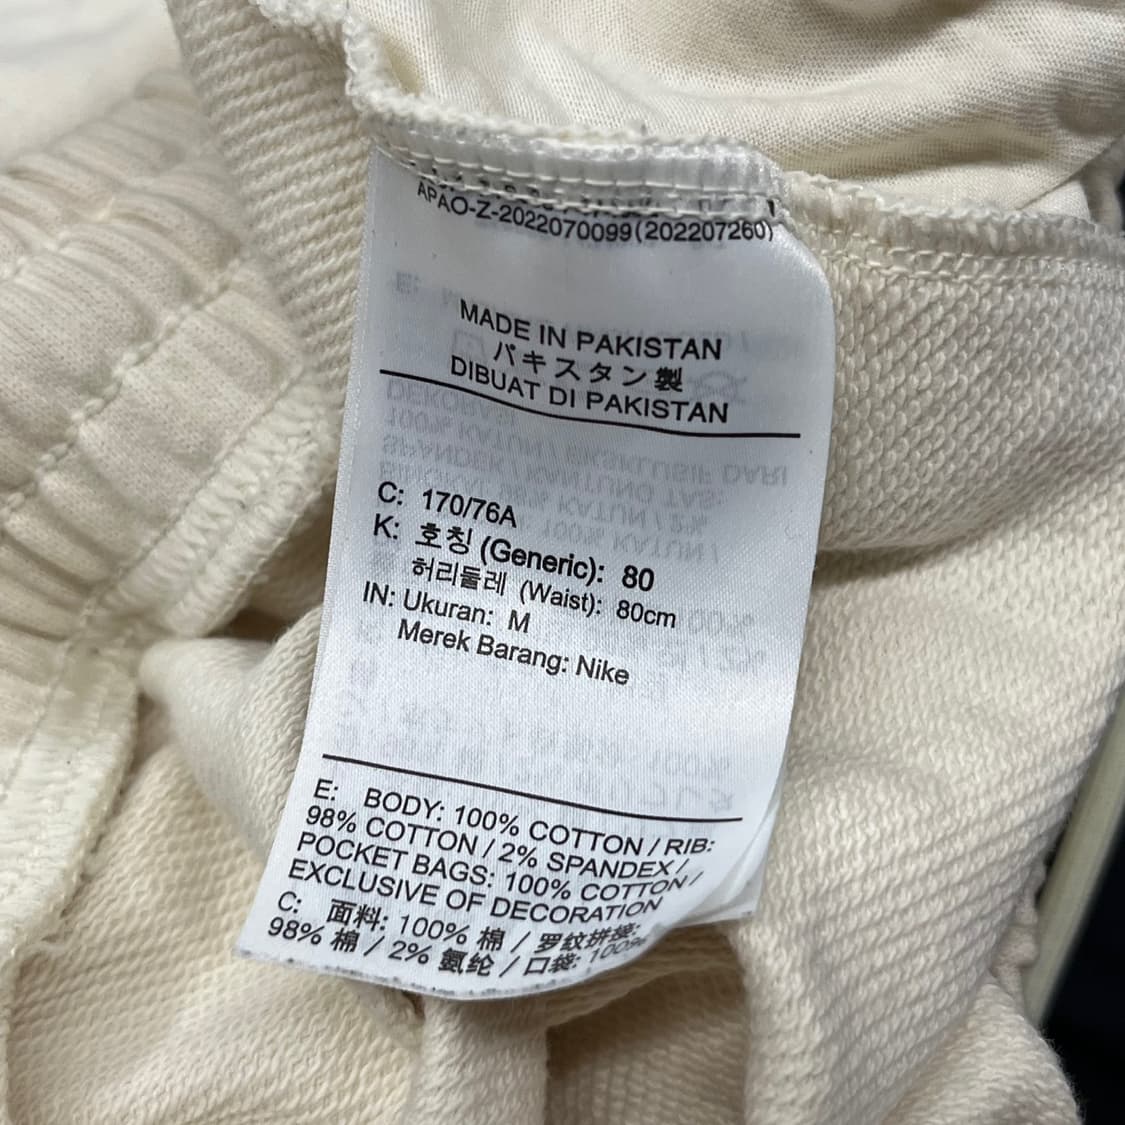 APAO-Z-2022070099(202207260)
MADE IN PAKISTAN
パキスタン製
DIBUAT DI PAKISTAN
C: 170/76A
K: 호칭 (Generic): 80
허리둘레 (Waist): 80cm
IN: Ukuran: M
Merek Barang: Nike
E: BODY: 100% COTTON / RIB:
98% COTTON / 2% SPANDEX /
POCKET BAGS: 100% COTTON /
EXCLUSIVE OF DECORATION
C: 面料: 100% 棉 / 罗纹拼接:
98% 棉 / 2% 氨纶 / 口袋: 100%